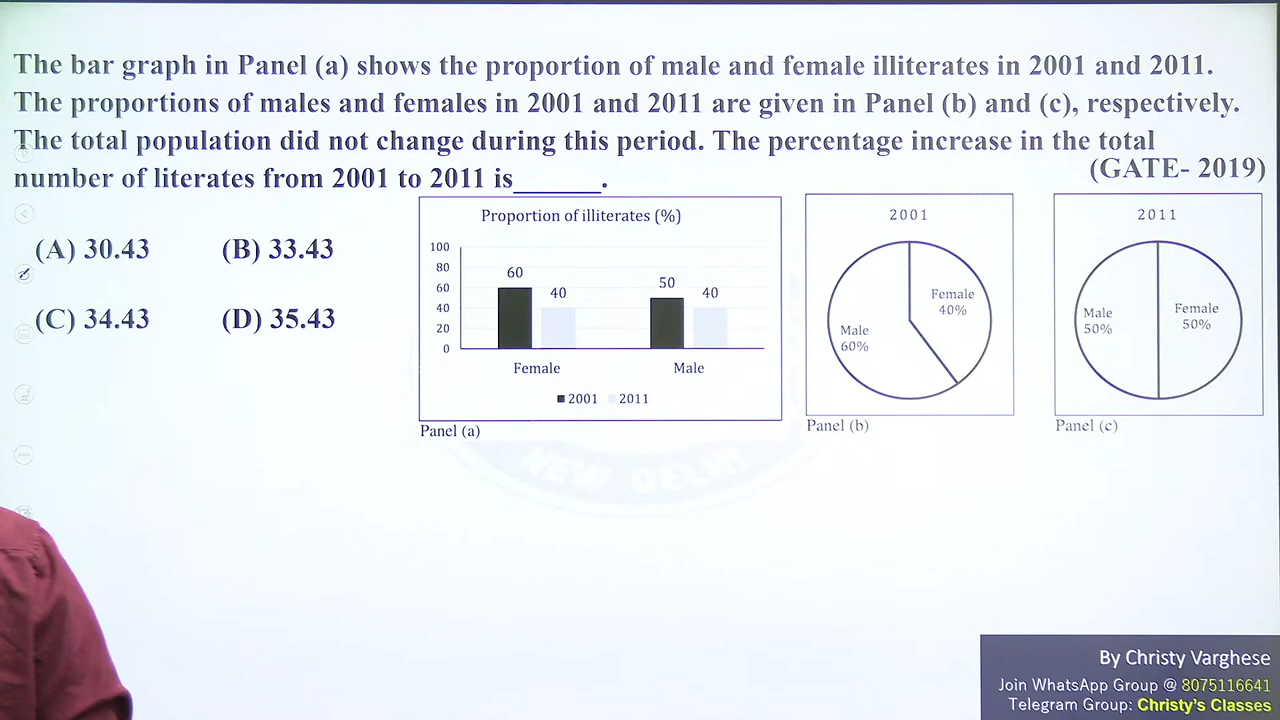 The bar graph in Panel (a) shows the proportion of male and female illiterates in 2001 and 2011.
The proportions of males and females in 2001 and 2011 are given in Panel (b) and (c), respectively.
The total population did not change during this period. The percentage increase in the total
number of literates from 2001 to 2011 is______.
(GATE- 2019)
(A) 30.43 (B) 33.43
(C) 34.43 (D) 35.43
Proportion of illiterates (%)
100
80
60
40
20
0
60
40
50
40
Female Male
2001 2011
Panel (a)
2001
Female
40%
Male
60%
Panel (b)
2011
Male
50%
Female
50%
Panel (c)
NEW DELHI
By Christy Varghese
Join WhatsApp Group @ 8075116641
Telegram Group: Christy's Classes